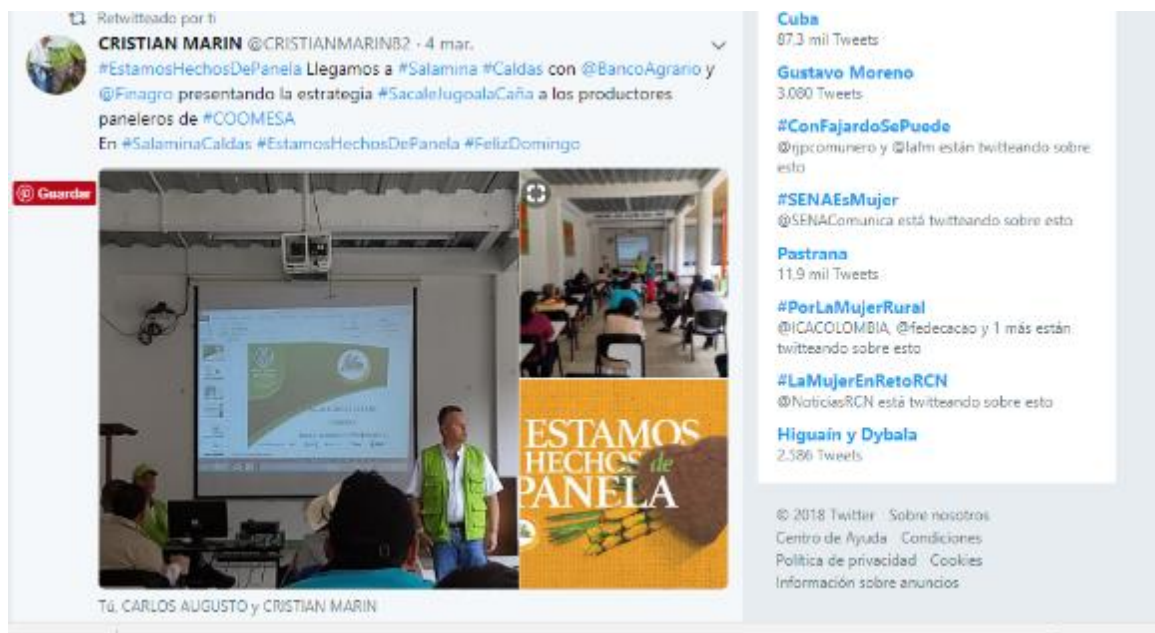 Retwitteado por ti
CRISTIAN MARIN @CRISTIANMARIN82 · 4 mar.
#EstamosHechosDePanela Llegamos a #Salamina #Caldas con @BancoAgrario y
@Finagro presentando la estrategia #SacaleJugoalaCaña a los productores
paneleros de #COOMESA
En #SalaminaCaldas #EstamosHechosDePanela #FelizDomingo
Guardar
ESTAMOS
HECHOS de
PANELA
Tú, CARLOS AUGUSTO y CRISTIAN MARIN
Cuba
87,3 mil Tweets
Gustavo Moreno
3.080 Tweets
#ConFajardoSePuede
@rjpcomunero y @lafm están twitteando sobre
esto
#SENAEsMujer
@SENAComunica está twitteando sobre esto
Pastrana
11,9 mil Tweets
#PorLaMujerRural
@ICACOLOMBIA, @fedecacao y 1 más están
twitteando sobre esto
#LaMujerEnRetoRCN
@NoticiasRCN está twitteando sobre esto
Higuaín y Dybala
2.586 Tweets
© 2018 Twitter Sobre nosotros
Centro de Ayuda Condiciones
Política de privacidad Cookies
Información sobre anuncios